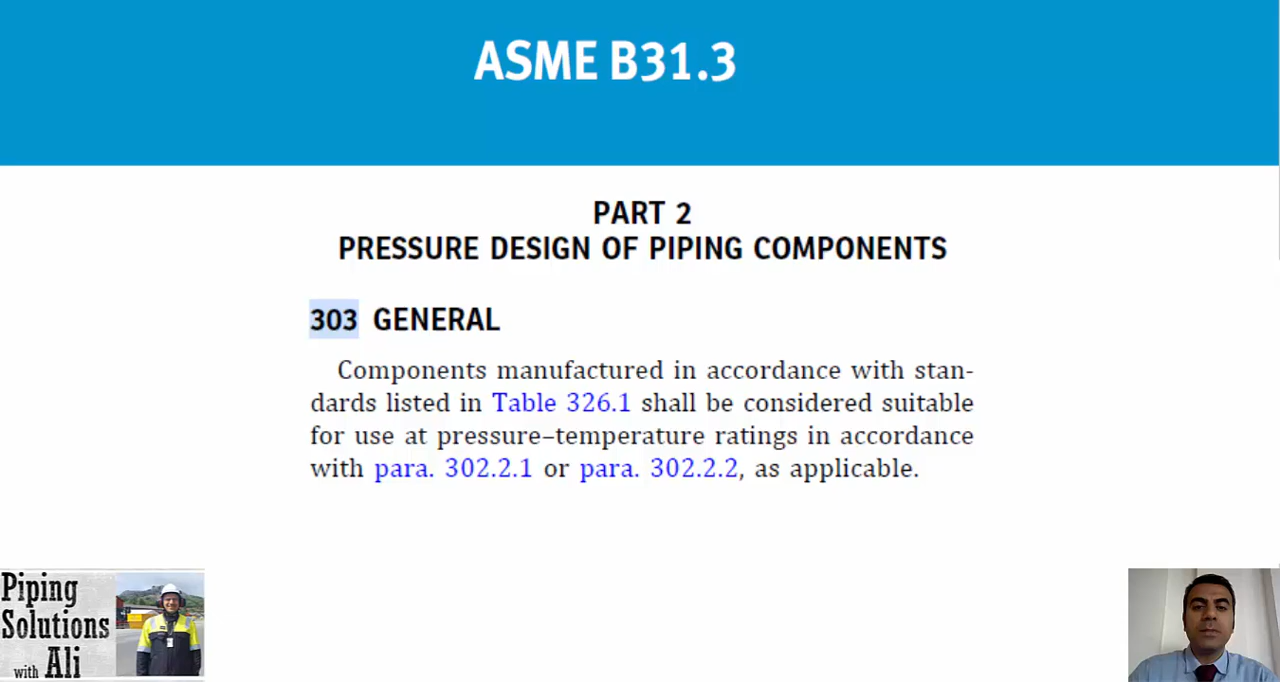 ASME B31.3
PART 2
PRESSURE DESIGN OF PIPING COMPONENTS
303 GENERAL
Components manufactured in accordance with stan-
dards listed in Table 326.1 shall be considered suitable
for use at pressure–temperature ratings in accordance
with para. 302.2.1 or para. 302.2.2, as applicable.
Piping
Solutions
with Ali